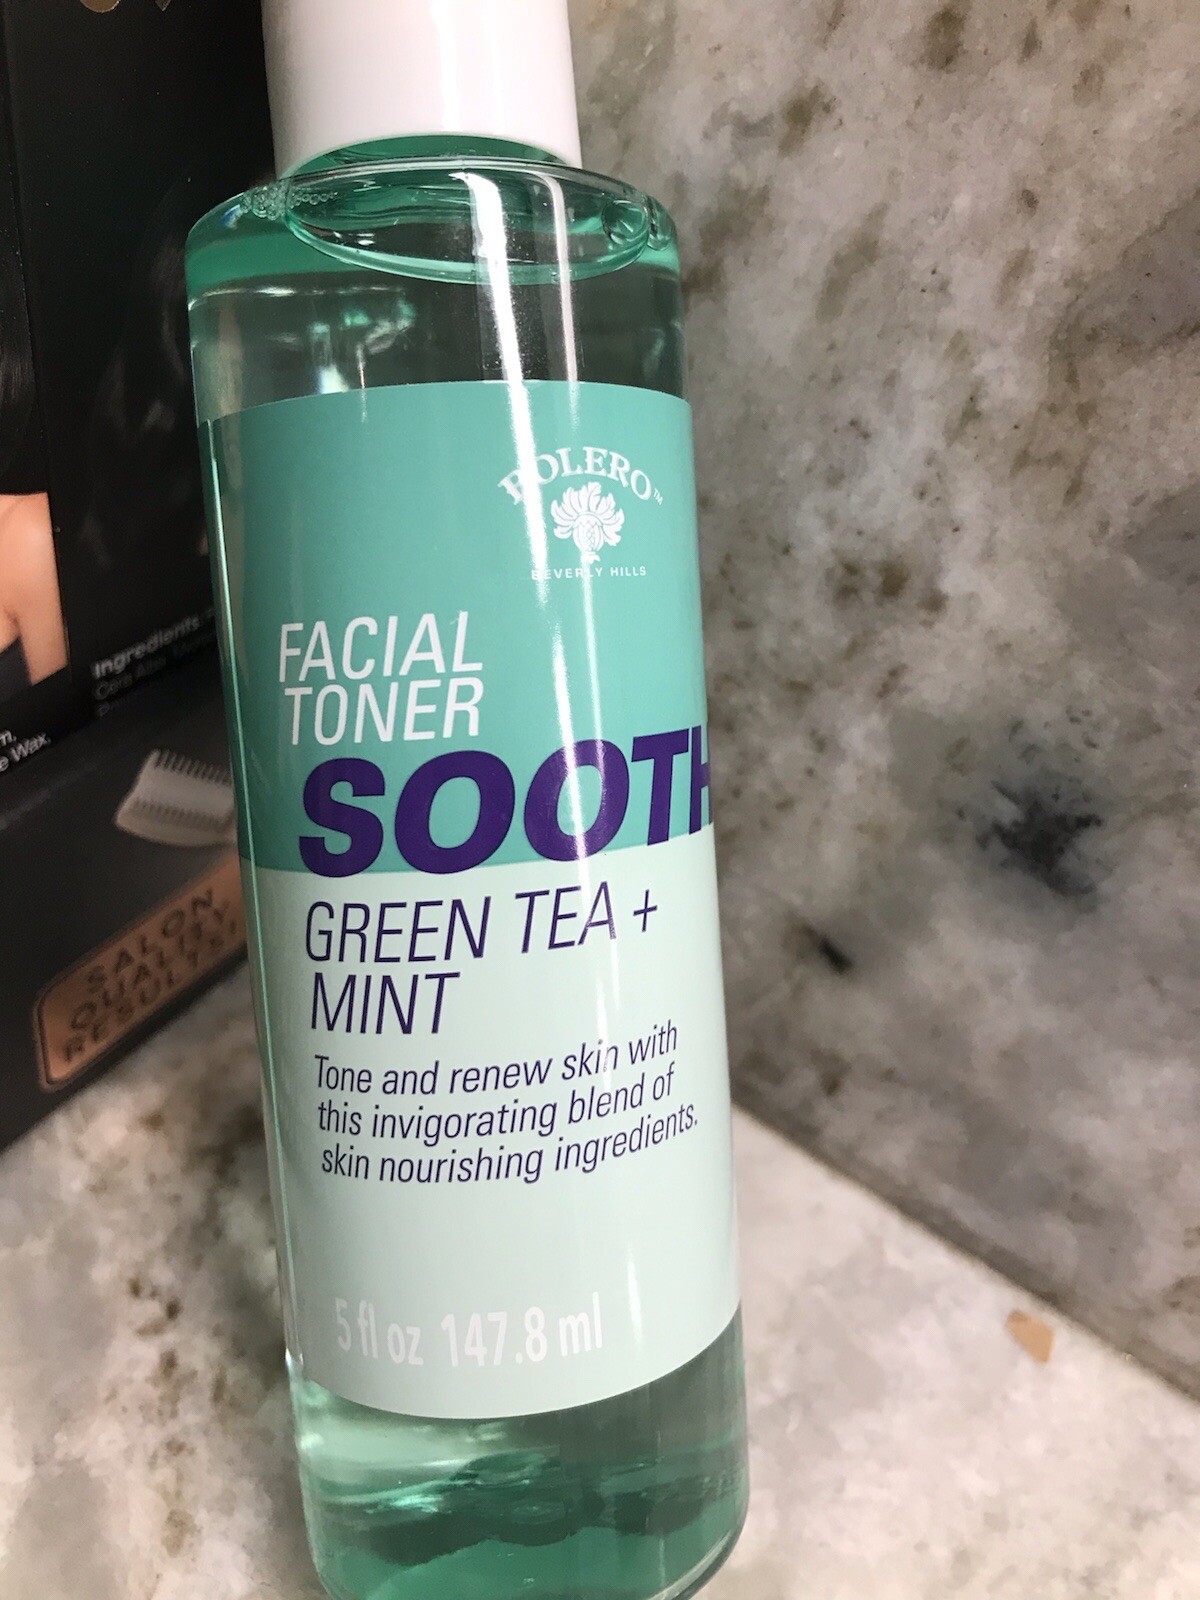 BOLERO™
BEVERLY HILLS
FACIAL
TONER
SOOTH
GREEN TEA +
MINT
Tone and renew skin with
this invigorating blend of
skin nourishing ingredients.
5 fl oz 147.8 ml
Ingredients:
Wax,
SALON
QUALITY
RESULTS!